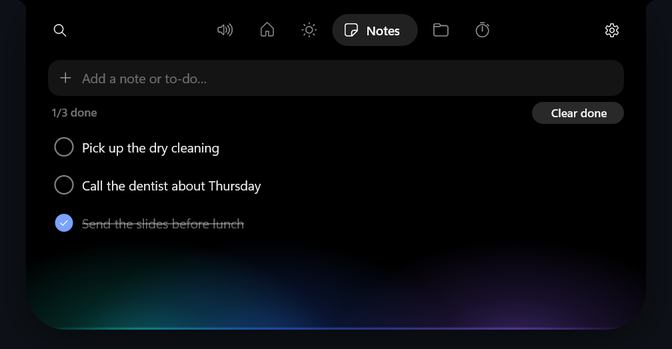 Notes
Add a note or to-do...
1/3 done
Clear done
Pick up the dry cleaning
Call the dentist about Thursday
Send the slides before lunch